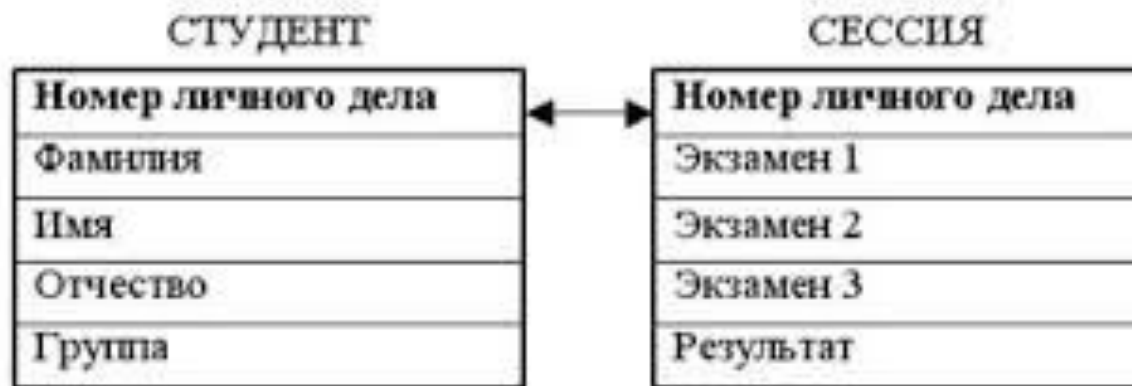 СТУДЕНТ
Номер личного дела
Фамилия
Имя
Отчество
Группа
СЕССИЯ
Номер личного дела
Экзамен 1
Экзамен 2
Экзамен 3
Результат